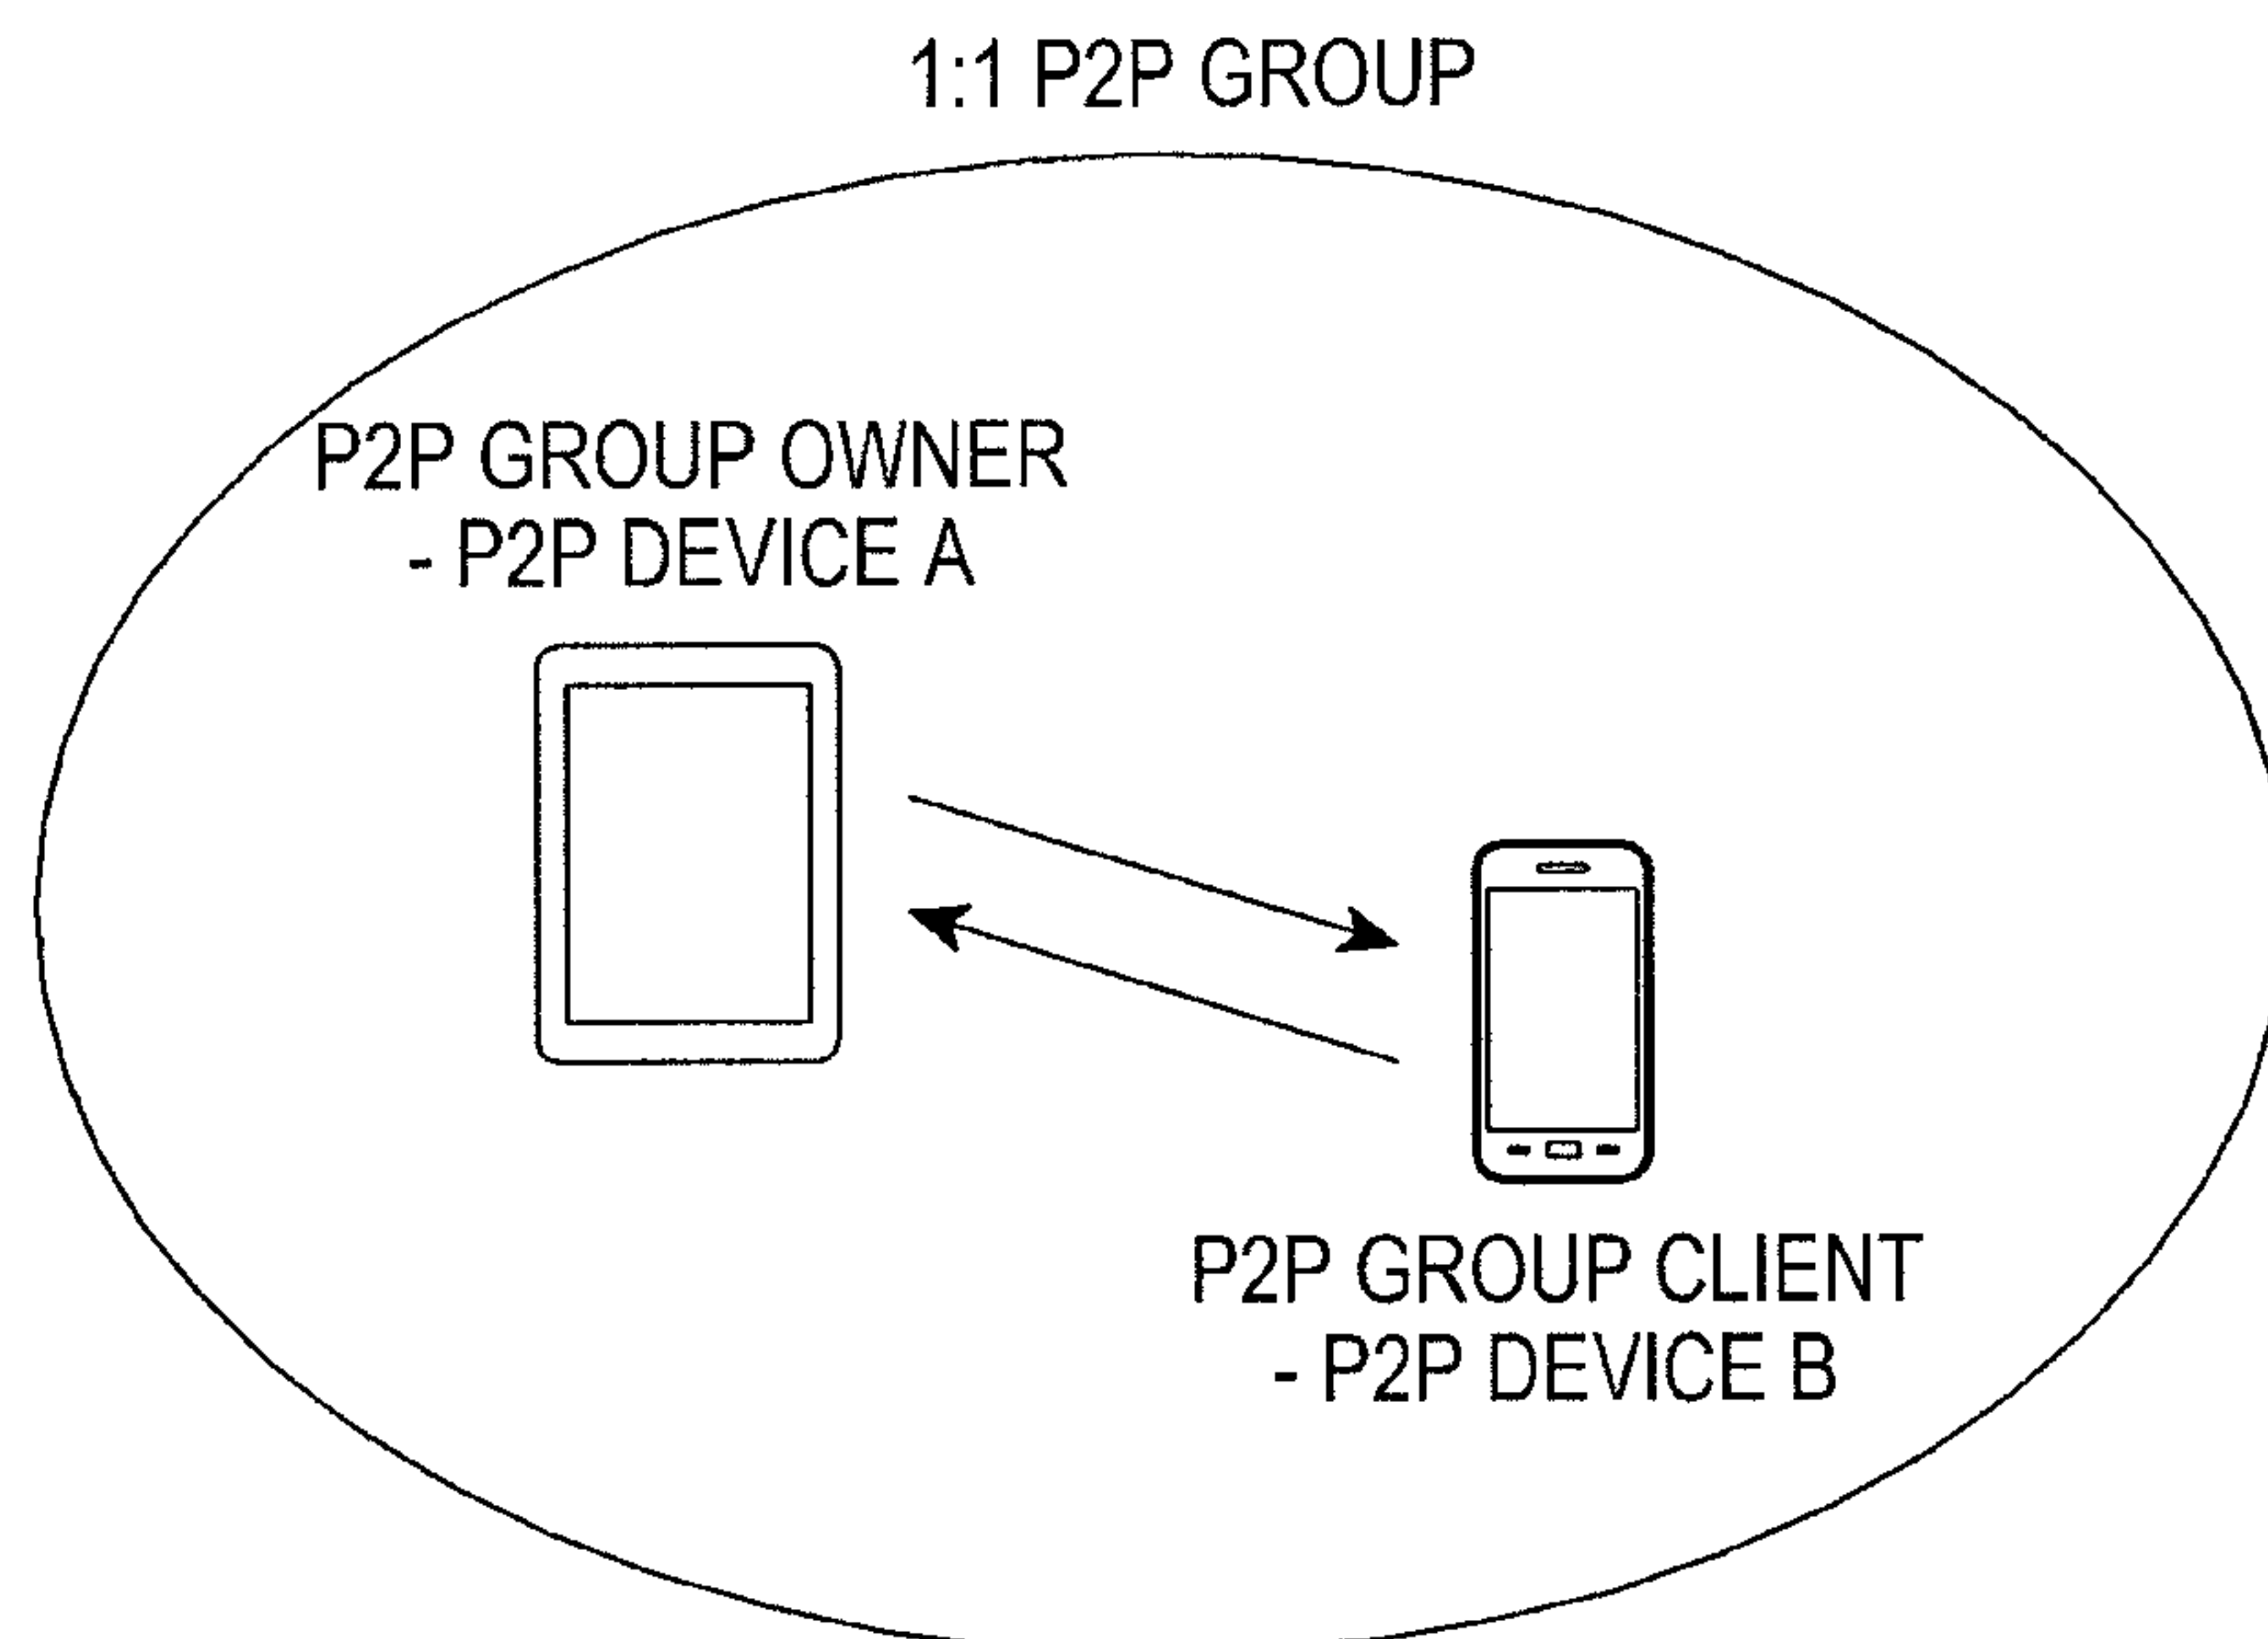 1:1 P2P GROUP
P2P GROUP OWNER
- P2P DEVICE A
P2P GROUP CLIENT
- P2P DEVICE B